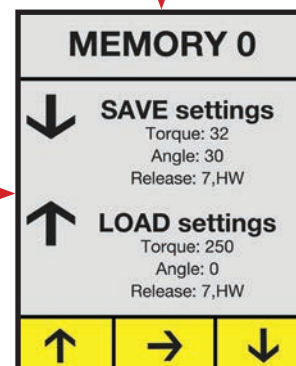 MEMORY 0
SAVE settings
Torque: 32
Angle: 30
Release: 7,HW
LOAD settings
Torque: 250
Angle: 0
Release: 7,HW